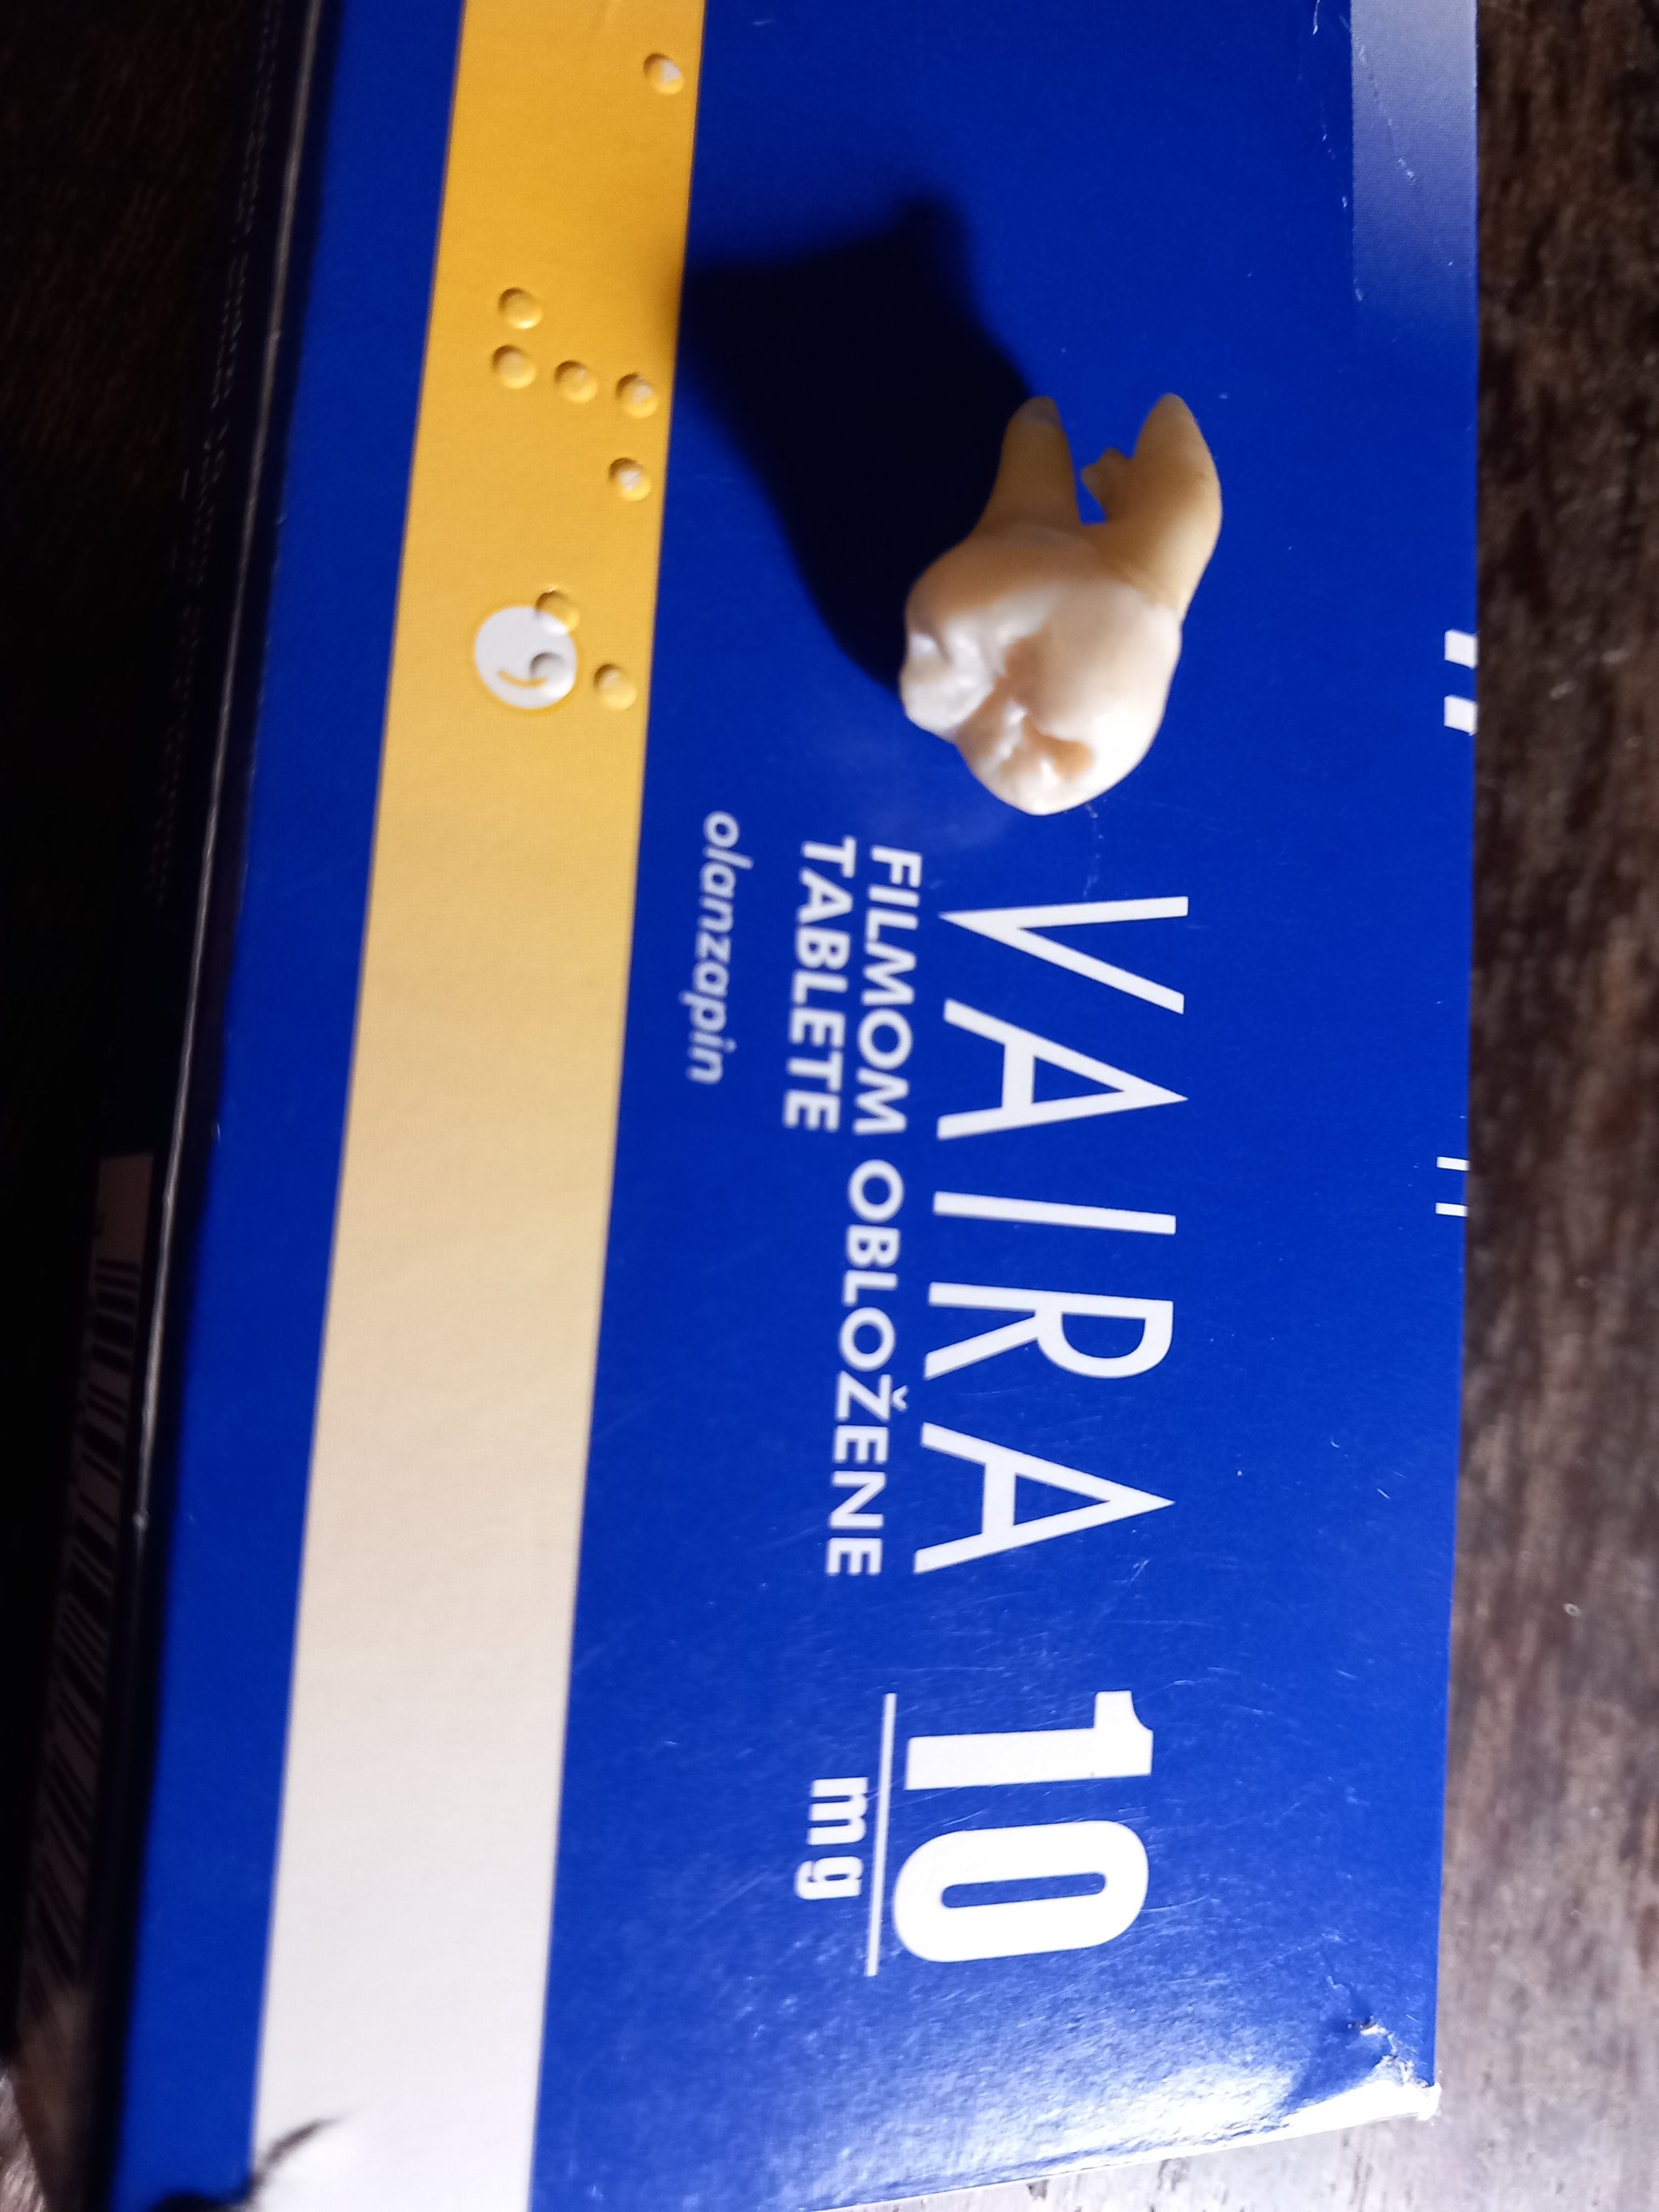 VAIRA 10
mg
FILMOM OBLOŽENE
TABLETE
olanzapin